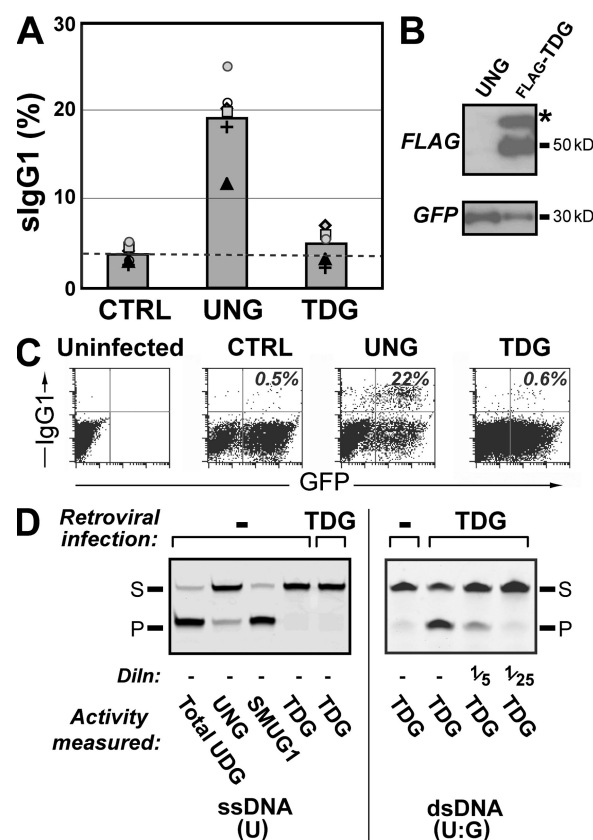 A
30
20
10
0
sIgG1 (%)
CTRL UNG TDG
B
UNG FLAG-TDG
FLAG
*
50 kD
GFP
30 kD
C
Uninfected CTRL UNG TDG
0.5% 22% 0.6%
IgG1
GFP
D
Retroviral infection: - TDG - TDG
S
P
S
P
Diln: - - - - - - - 1/5 1/25
Activity measured:
Total UDG UNG SMUG1 TDG TDG TDG TDG TDG TDG
ssDNA dsDNA
(U) (U:G)